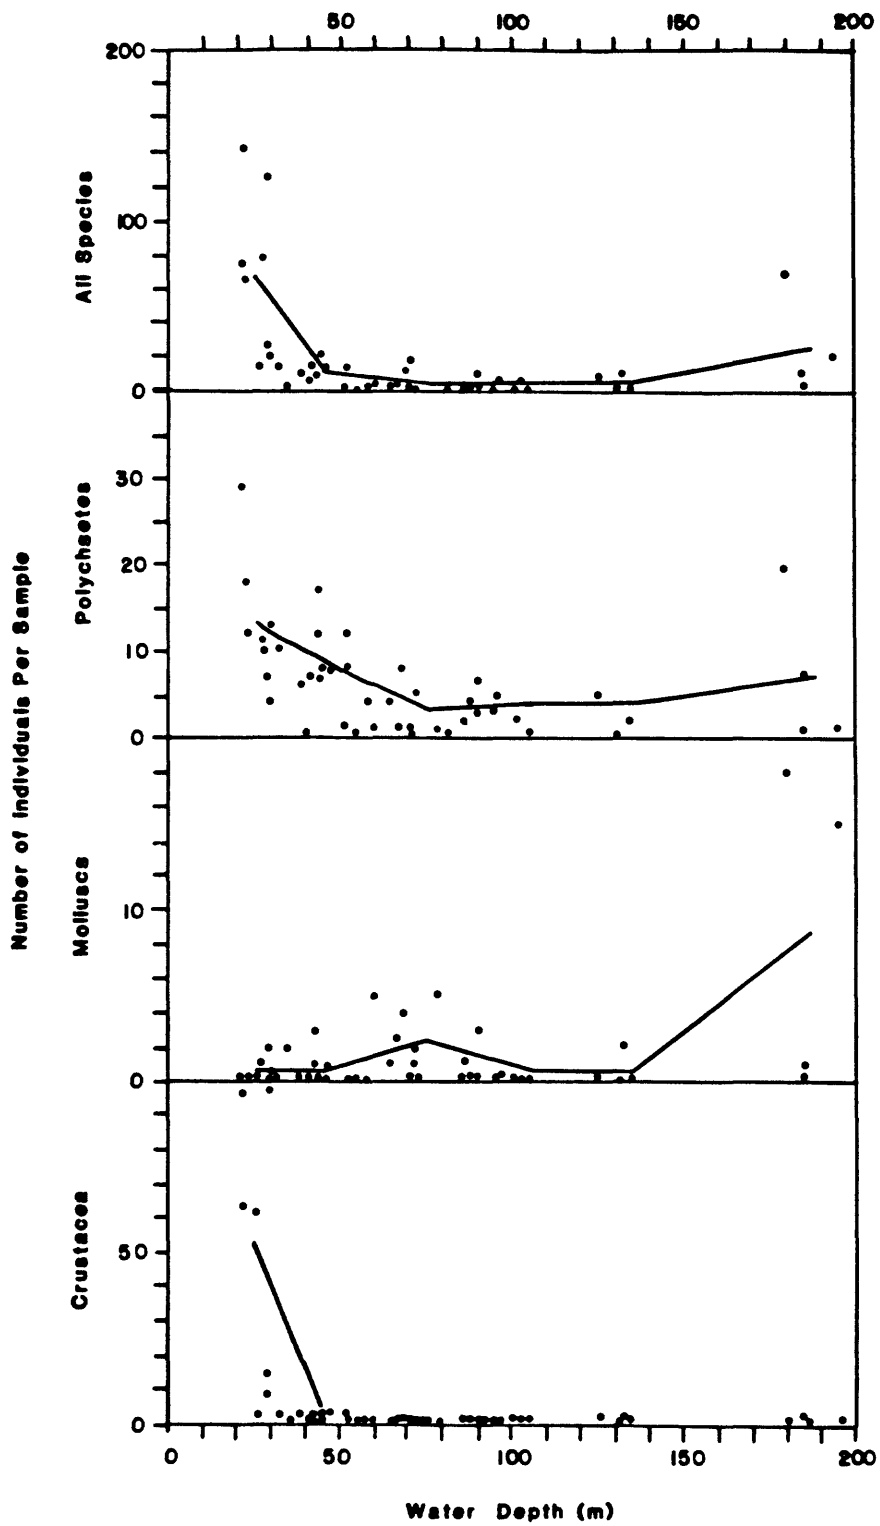 50 100 150 200
200
100
0
All Species
30
20
10
0
Polychaetes
Number of Individuals Per Sample
10
0
Molluscs
50
0
Crustacea
0 50 100 150 200
Water Depth (m)